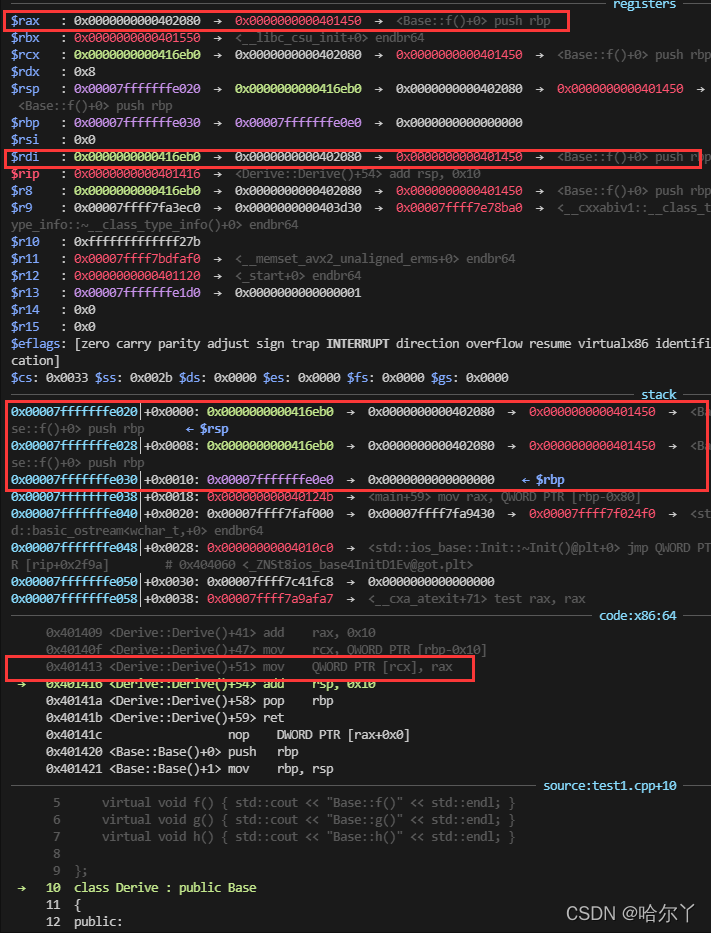 registers
$rax   : 0x0000000000402080 → 0x0000000000401450 → <Base::f()+0> push rbp
$rbx   : 0x0000000000401550 → <__libc_csu_init+0> endbr64
$rcx   : 0x0000000000416eb0 → 0x0000000000402080 → 0x0000000000401450 → <Base::f()+0> push rbp
$rdx   : 0x8
$rsp   : 0x00007fffffffe020 → 0x0000000000416eb0 → 0x0000000000402080 → 0x0000000000401450 →
<Base::f()+0> push rbp
$rbp   : 0x00007fffffffe030 → 0x00007fffffffe0e0 → 0x0000000000000000
$rsi   : 0x0
$rdi   : 0x0000000000416eb0 → 0x0000000000402080 → 0x0000000000401450 → <Base::f()+0> push rbp
$rip   : 0x0000000000401416 → <Derive::Derive()+54> add rsp, 0x10
$r8    : 0x0000000000416eb0 → 0x0000000000402080 → 0x0000000000401450 → <Base::f()+0> push rbp
$r9    : 0x00007ffff7fa3ec0 → 0x0000000000403d30 → 0x00007ffff7e78ba0 → <__cxxabiv1::__class_t
ype_info::~__class_type_info()+0> endbr64
$r10   : 0xfffffffffffff27b
$r11   : 0x00007ffff7bdfaf0 → <__memset_avx2_unaligned_erms+0> endbr64
$r12   : 0x0000000000401120 → <_start+0> endbr64
$r13   : 0x00007fffffffe1d0 → 0x0000000000000001
$r14   : 0x0
$r15   : 0x0
$eflags: [zero carry parity adjust sign trap INTERRUPT direction overflow resume virtualx86 identifi
cation]
$cs: 0x0033 $ss: 0x002b $ds: 0x0000 $es: 0x0000 $fs: 0x0000 $gs: 0x0000
stack
0x00007fffffffe020│+0x0000: 0x0000000000416eb0 → 0x0000000000402080 → 0x0000000000401450 → <Ba
se::f()+0> push rbp   ← $rsp
0x00007fffffffe028│+0x0008: 0x0000000000416eb0 → 0x0000000000402080 → 0x0000000000401450 → <Ba
se::f()+0> push rbp
0x00007fffffffe030│+0x0010: 0x00007fffffffe0e0 → 0x0000000000000000   ← $rbp
0x00007fffffffe038│+0x0018: 0x000000000040124b → <main+59> mov rax, QWORD PTR [rbp-0x80]
0x00007fffffffe040│+0x0020: 0x00007ffff7faf000 → 0x00007ffff7fa9430 → 0x00007ffff7f024f0 → <st
d::basic_ostream<wchar_t,+0> endbr64
0x00007fffffffe048│+0x0028: 0x00000000004010c0 → <std::ios_base::Init::~Init()@plt+0> jmp QWORD PT
R [rip+0x2f9a]        # 0x404060 <_ZNSt8ios_base4InitD1Ev@got.plt>
0x00007fffffffe050│+0x0030: 0x00007ffff7c41fc8 → 0x0000000000000000
0x00007fffffffe058│+0x0038: 0x00007ffff7a9afa7 → <__cxa_atexit+71> test rax, rax
code:x86:64
0x401409 <Derive::Derive()+41> add    rax, 0x10
0x40140f <Derive::Derive()+47> mov    rcx, QWORD PTR [rbp-0x10]
0x401413 <Derive::Derive()+51> mov    QWORD PTR [rcx], rax
→ 0x401416 <Derive::Derive()+54> add    rsp, 0x10
0x40141a <Derive::Derive()+58> pop    rbp
0x40141b <Derive::Derive()+59> ret
0x40141c                  nop    DWORD PTR [rax+0x0]
0x401420 <Base::Base()+0> push   rbp
0x401421 <Base::Base()+1> mov    rbp, rsp
source:test1.cpp+10
5      virtual void f() { std::cout << "Base::f()" << std::endl; }
6      virtual void g() { std::cout << "Base::g()" << std::endl; }
7      virtual void h() { std::cout << "Base::h()" << std::endl; }
8
9  };
→ 10  class Derive : public Base
11  {
12  public:
CSDN @哈尔丫